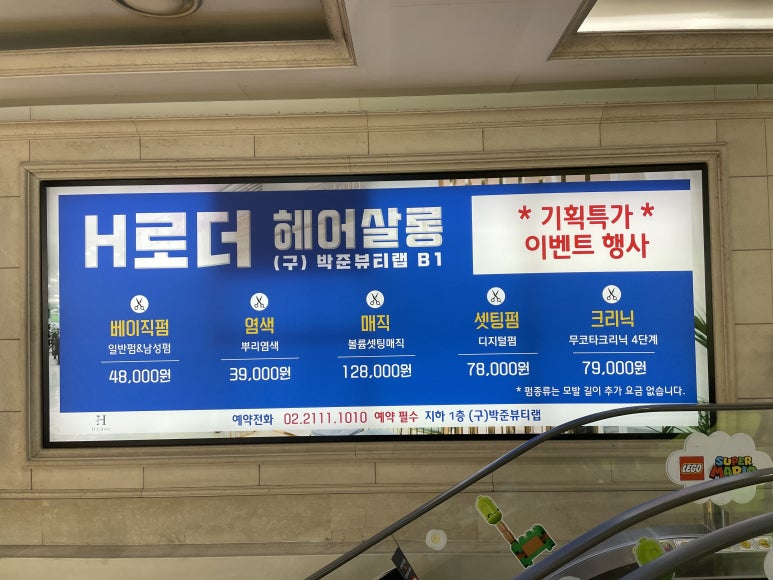 H로더 헤어살롱
(구) 박준뷰티랩 B1
* 기획특가 *
이벤트 행사
베이직펌
일반펌&남성펌
48,000원
염색
뿌리염색
39,000원
매직
볼륨셋팅매직
128,000원
셋팅펌
디지털펌
78,000원
크리닉
무코타크리닉 4단계
79,000원
* 펌종류는 모발 길이 추가 요금 없습니다.
H
예약전화 02.2111.1010 예약 필수 지하 1층 (구)박준뷰티랩
LEGO
SUPER
MARIO